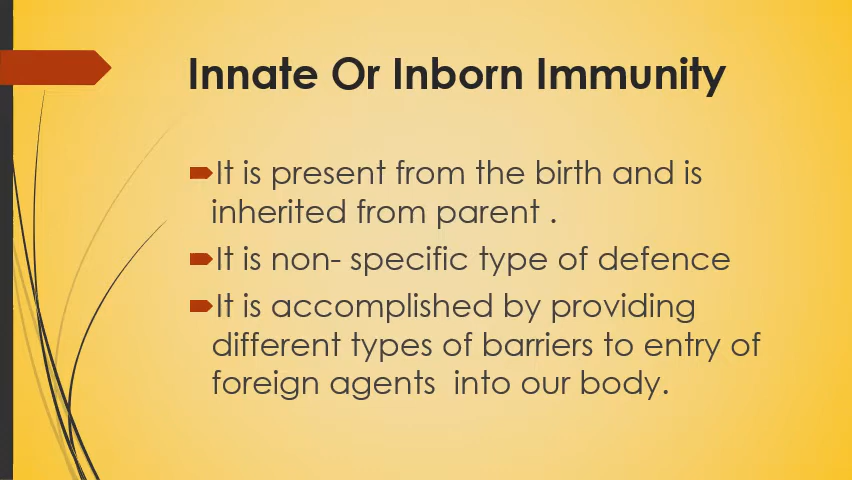 Innate Or Inborn Immunity
It is present from the birth and is
inherited from parent .
It is non- specific type of defence
It is accomplished by providing
different types of barriers to entry of
foreign agents  into our body.